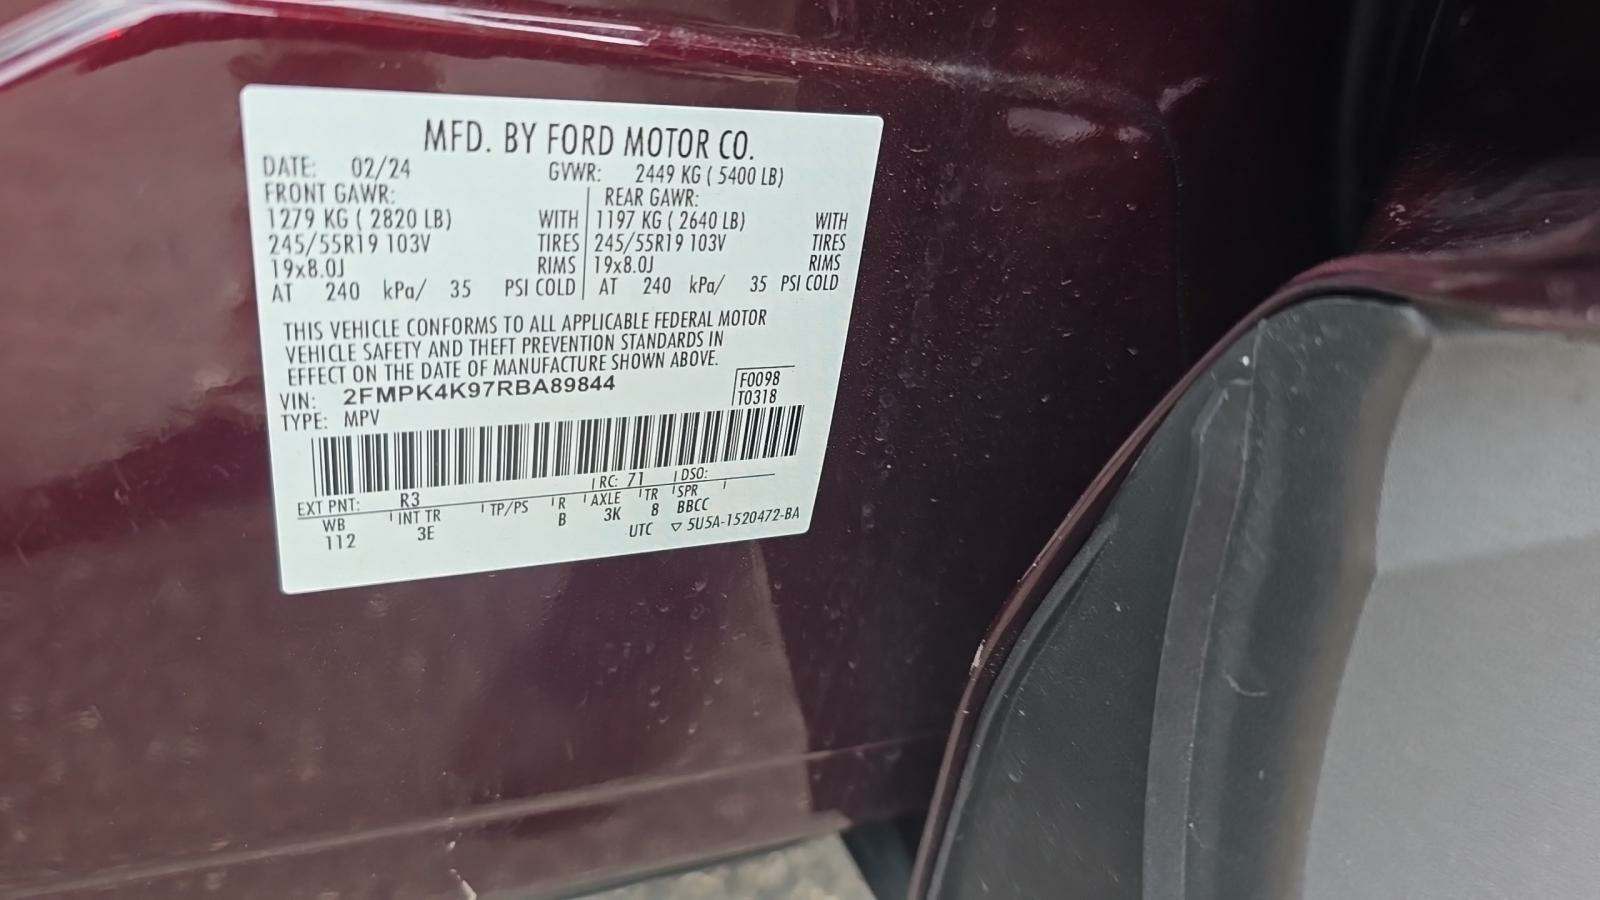 MFD. BY FORD MOTOR CO.
DATE: 02/24 GVWR: 2449 KG ( 5400 LB)
FRONT GAWR: REAR GAWR:
1279 KG ( 2820 LB) WITH 1197 KG ( 2640 LB) WITH
245/55R19 103V TIRES 245/55R19 103V TIRES
19x8.0J RIMS 19x8.0J RIMS
AT 240 kPa/ 35 PSI COLD AT 240 kPa/ 35 PSI COLD
THIS VEHICLE CONFORMS TO ALL APPLICABLE FEDERAL MOTOR
VEHICLE SAFETY AND THEFT PREVENTION STANDARDS IN
EFFECT ON THE DATE OF MANUFACTURE SHOWN ABOVE.
VIN: 2FMPK4K97RBA89844 F0098
TYPE: MPV T0318
EXT PNT: R3 RC: 71 DSO:
WB INT TR TP/PS R AXLE TR SPR
112 3E B 3K 8 BBCC
UTC ▽ 5U5A-1520472-BA